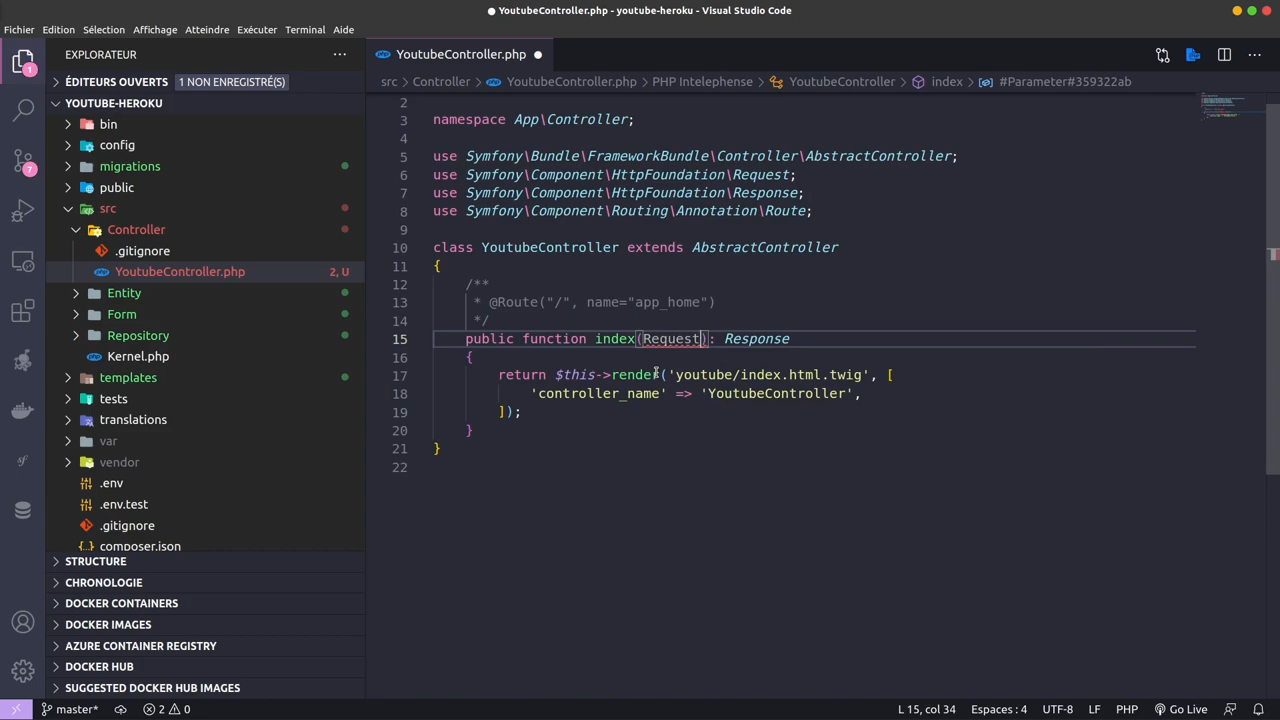 YoutubeController.php - youtube-heroku - Visual Studio Code
Fichier Edition Sélection Affichage Atteindre Exécuter Terminal Aide
EXPLORATEUR
YoutubeController.php
ÉDITEURS OUVERTS 1 NON ENREGISTRÉ(S)
src Controller YoutubeController.php PHP Intelephense YoutubeController index #Parameter#359322ab
YOUTUBE-HEROKU
bin
config
migrations
public
src
Controller
.gitignore
YoutubeController.php 2, U
Entity
Form
Repository
Kernel.php
templates
tests
translations
var
vendor
.env
.env.test
.gitignore
composer.json
STRUCTURE
CHRONOLOGIE
DOCKER CONTAINERS
DOCKER IMAGES
AZURE CONTAINER REGISTRY
DOCKER HUB
SUGGESTED DOCKER HUB IMAGES
1
7
sf
2
3 namespace App\Controller;
4
5 use Symfony\Bundle\FrameworkBundle\Controller\AbstractController;
6 use Symfony\Component\HttpFoundation\Request;
7 use Symfony\Component\HttpFoundation\Response;
8 use Symfony\Component\Routing\Annotation\Route;
9
10 class YoutubeController extends AbstractController
11 {
12 /**
13 * @Route("/", name="app_home")
14 */
15 public function index(Request): Response
16 {
17 return $this->render('youtube/index.html.twig', [
18 'controller_name' => 'YoutubeController',
19 ]);
20 }
21 }
22
master* 2 0 L 15, col 34 Espaces : 4 UTF-8 LF PHP Go Live